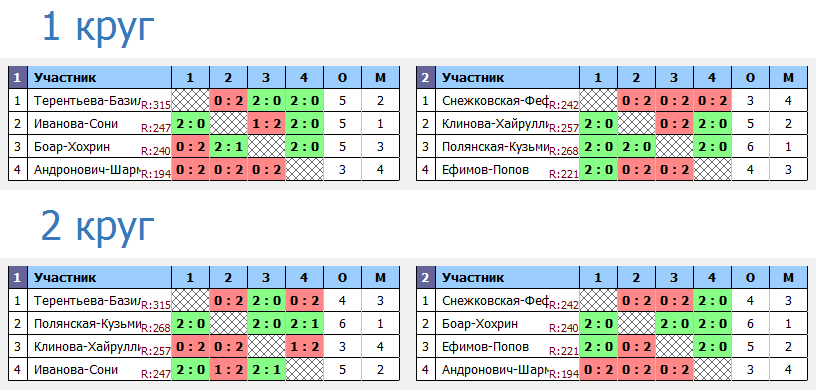 1 круг
1 Участник 1 2 3 4 О М
1 Терентьева-Базил R:315 0 : 2 2 : 0 2 : 0 5 2
2 Иванова-Сони R:247 2 : 0 1 : 2 2 : 0 5 1
3 Боар-Хохрин R:240 0 : 2 2 : 1 2 : 0 5 3
4 Андронович-Шарм R:194 0 : 2 0 : 2 0 : 2 3 4
2 Участник 1 2 3 4 О М
1 Снежковская-Феф R:242 0 : 2 0 : 2 0 : 2 3 4
2 Клинова-Хайрулли R:257 2 : 0 0 : 2 2 : 0 5 2
3 Полянская-Кузьми R:268 2 : 0 2 : 0 2 : 0 6 1
4 Ефимов-Попов R:221 2 : 0 0 : 2 0 : 2 4 3
2 круг
1 Участник 1 2 3 4 О М
1 Терентьева-Базил R:315 0 : 2 2 : 0 0 : 2 4 3
2 Полянская-Кузьми R:268 2 : 0 2 : 0 2 : 1 6 1
3 Клинова-Хайрулли R:257 0 : 2 0 : 2 1 : 2 3 4
4 Иванова-Сони R:247 2 : 0 1 : 2 2 : 1 5 2
2 Участник 1 2 3 4 О М
1 Снежковская-Феф R:242 0 : 2 0 : 2 2 : 0 4 3
2 Боар-Хохрин R:240 2 : 0 2 : 0 2 : 0 6 1
3 Ефимов-Попов R:221 2 : 0 0 : 2 2 : 0 5 2
4 Андронович-Шарм R:194 0 : 2 0 : 2 0 : 2 3 4